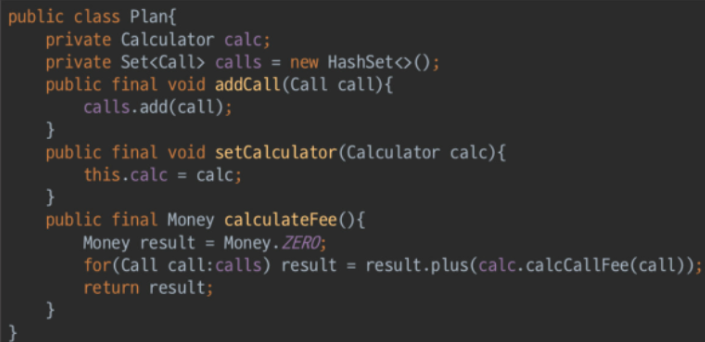 public class Plan{
    private Calculator calc;
    private Set<Call> calls = new HashSet<>();
    public final void addCall(Call call){
        calls.add(call);
    }
    public final void setCalculator(Calculator calc){
        this.calc = calc;
    }
    public final Money calculateFee(){
        Money result = Money.ZERO;
        for(Call call:calls) result = result.plus(calc.calcCallFee(call));
        return result;
    }
}